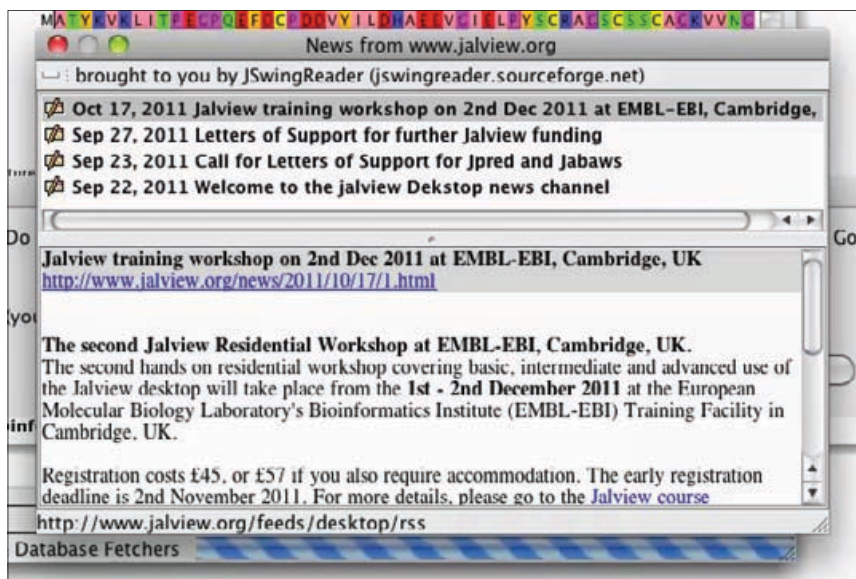 MATYKVKLITPEGPQEFDCPDDVYILDHAEEVGIELPYSCRAGSCSSCAGKVVNG
News from www.jalview.org
brought to you by JSwingReader (jswingreader.sourceforge.net)
Oct 17, 2011 Jalview training workshop on 2nd Dec 2011 at EMBL-EBI, Cambridge,
Sep 27, 2011 Letters of Support for further Jalview funding
Sep 23, 2011 Call for Letters of Support for Jpred and Jabaws
Sep 22, 2011 Welcome to the jalview Dekstop news channel
Do
Go
Jalview training workshop on 2nd Dec 2011 at EMBL-EBI, Cambridge, UK
http://www.jalview.org/news/2011/10/17/1.html
The second Jalview Residential Workshop at EMBL-EBI, Cambridge, UK.
The second hands on residential workshop covering basic, intermediate and advanced use of
the Jalview desktop will take place from the 1st - 2nd December 2011 at the European
Molecular Biology Laboratory's Bioinformatics Institute (EMBL-EBI) Training Facility in
Cambridge, UK.
Registration costs £45, or £57 if you also require accommodation. The early registration
deadline is 2nd November 2011. For more details, please go to the Jalview course
http://www.jalview.org/feeds/desktop/rss
Database Fetchers